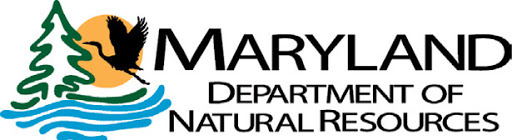 MARYLAND
DEPARTMENT OF
NATURAL RESOURCES